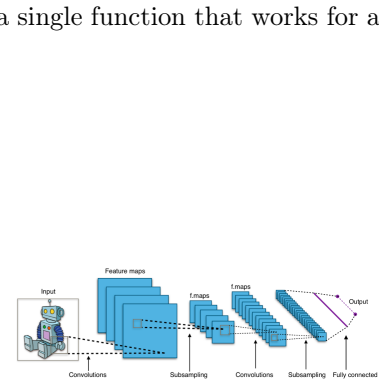 a single function that works for a
Feature maps
Input
f.maps
f.maps
Output
Convolutions
Subsampling
Convolutions
Subsampling
Fully connected